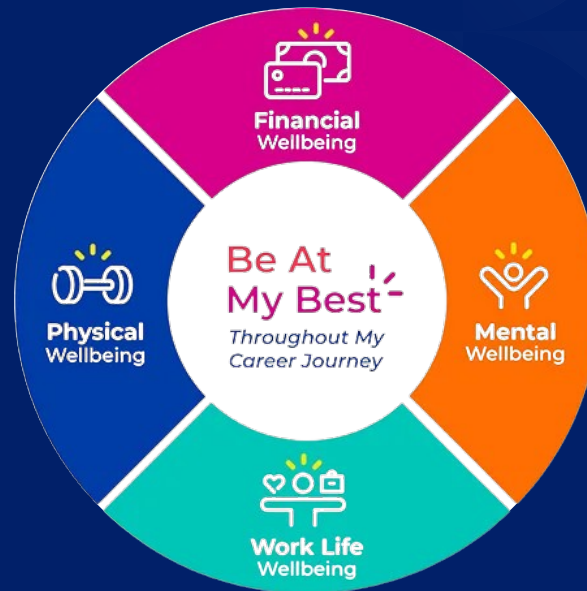 Financial
Wellbeing
Be At
My Best
Throughout My
Career Journey
Physical
Wellbeing
Mental
Wellbeing
Work Life
Wellbeing